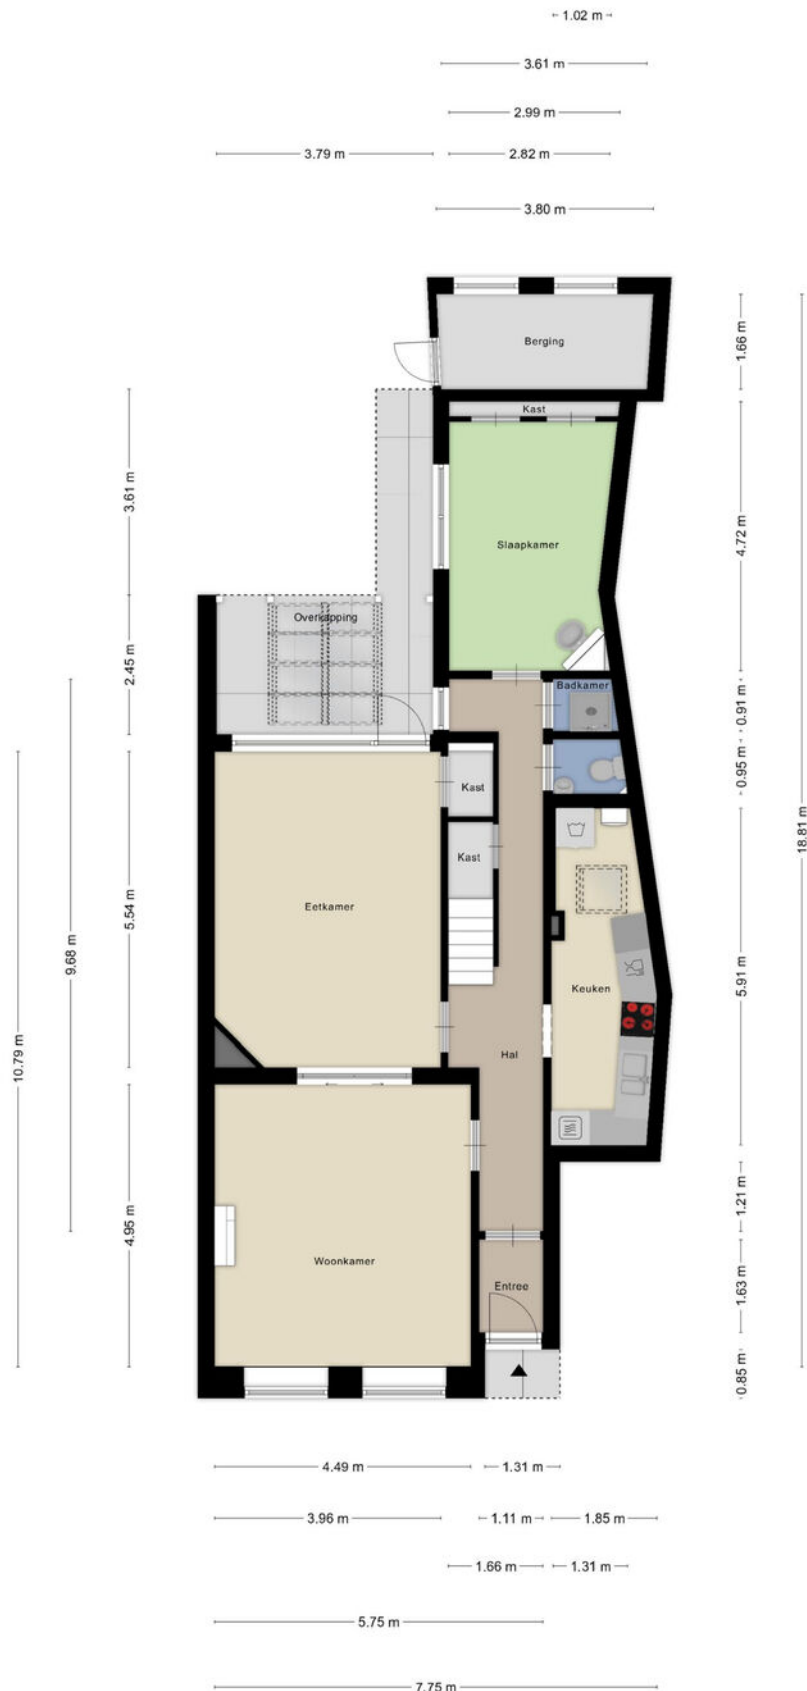 1.02 m
3.61 m
2.99 m
3.79 m
2.82 m
3.80 m
Berging
1.66 m
Kast
3.61 m
Slaapkamer
4.72 m
Overkapping
2.45 m
Badkamer
0.91 m
0.95 m
Kast
18.81 m
Kast
Eetkamer
5.54 m
9.68 m
Keuken
5.91 m
Hal
10.79 m
1.21 m
4.95 m
Woonkamer
Entree
1.63 m
0.85 m
4.49 m
1.31 m
3.96 m
1.11 m
1.85 m
1.66 m
1.31 m
5.75 m
7.75 m